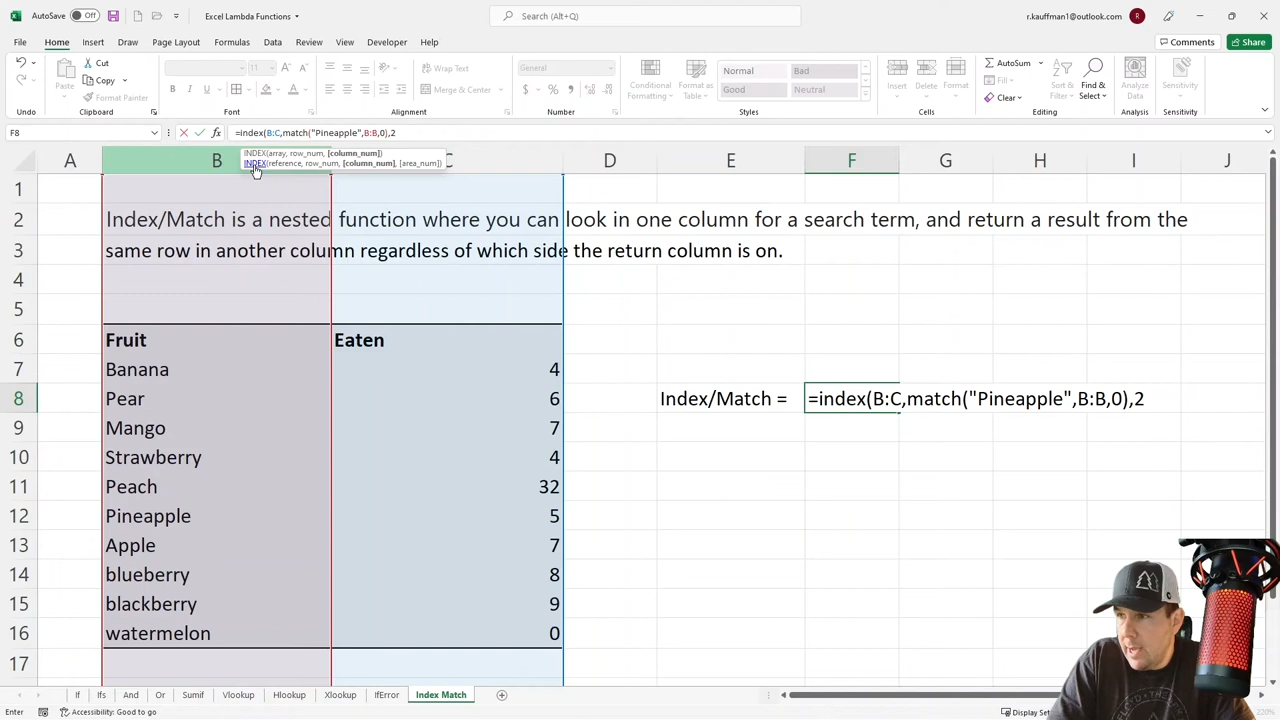 AutoSave Off Excel Lambda Functions Search (Alt+Q) r.kauffman1@outlook.com R
File Home Insert Draw Page Layout Formulas Data Review View Developer Help Comments Share
Undo
Paste Cut Copy Format Painter
Clipboard
11 A A B I U A
Font
Wrap Text Merge & Center
Alignment
General $ % 9
Number
Conditional Formatting Format as Table Normal Bad Good Neutral
Styles
Insert Delete Format
Cells
AutoSum Fill Clear Sort & Filter Find & Select
Editing
Analyze Data
Analysis
Sensitivity
Sensitivity
F8 fx =index(B:C,match("Pineapple",B:B,0),2
INDEX(array, row_num, [column_num])
INDEX(reference, row_num, [column_num], [area_num])
A B C D E F G H I J
1
2 Index/Match is a nested function where you can look in one column for a search term, and return a result from the
3 same row in another column regardless of which side the return column is on.
4
5
6 Fruit Eaten
7 Banana 4
8 Pear 6 Index/Match = =index(B:C,match("Pineapple",B:B,0),2
9 Mango 7
10 Strawberry 4
11 Peach 32
12 Pineapple 5
13 Apple 7
14 blueberry 8
15 blackberry 9
16 watermelon 0
17
If Ifs And Or Sumif Vlookup Hlookup Xlookup IfError Index Match
Enter Accessibility: Good to go Display Set